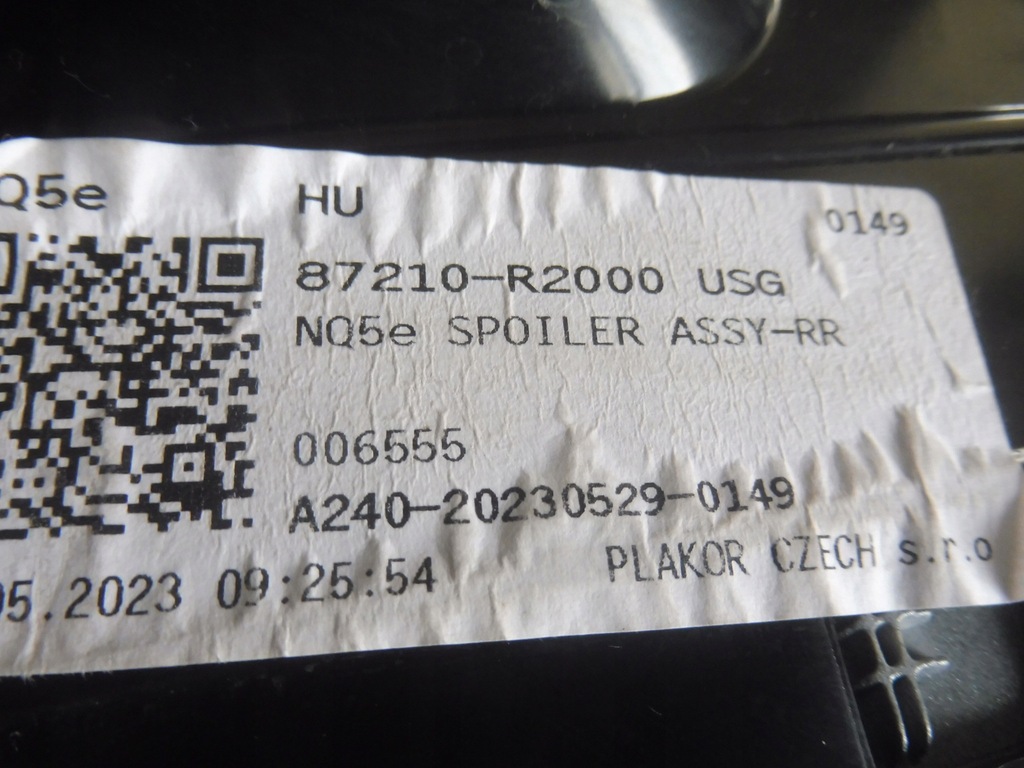 Q5e
HU
0149
87210-R2000 USG
NQ5e SPOILER ASSY-RR
006555
A240-20230529-0149
05.2023 09:25:54
PLAKOR CZECH s.r.o